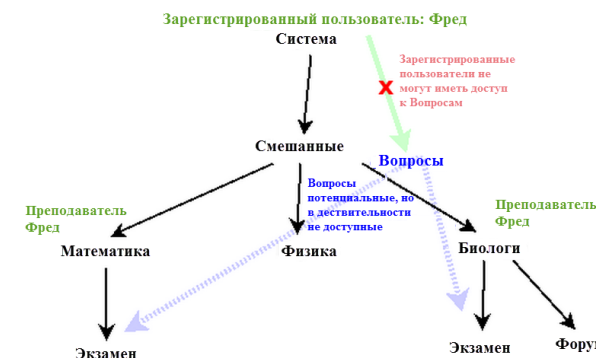 Зарегистрированный пользователь: Фред
Система
Зарегистрированные
пользователи не
могут иметь доступ
к Вопросам
Смешанные
Вопросы
Вопросы
потенциальные, но
в дествительности
не доступные
Преподаватель
Фред
Преподаватель
Фред
Математика
Физика
Биологи
Экзамен
Экзамен
Форум